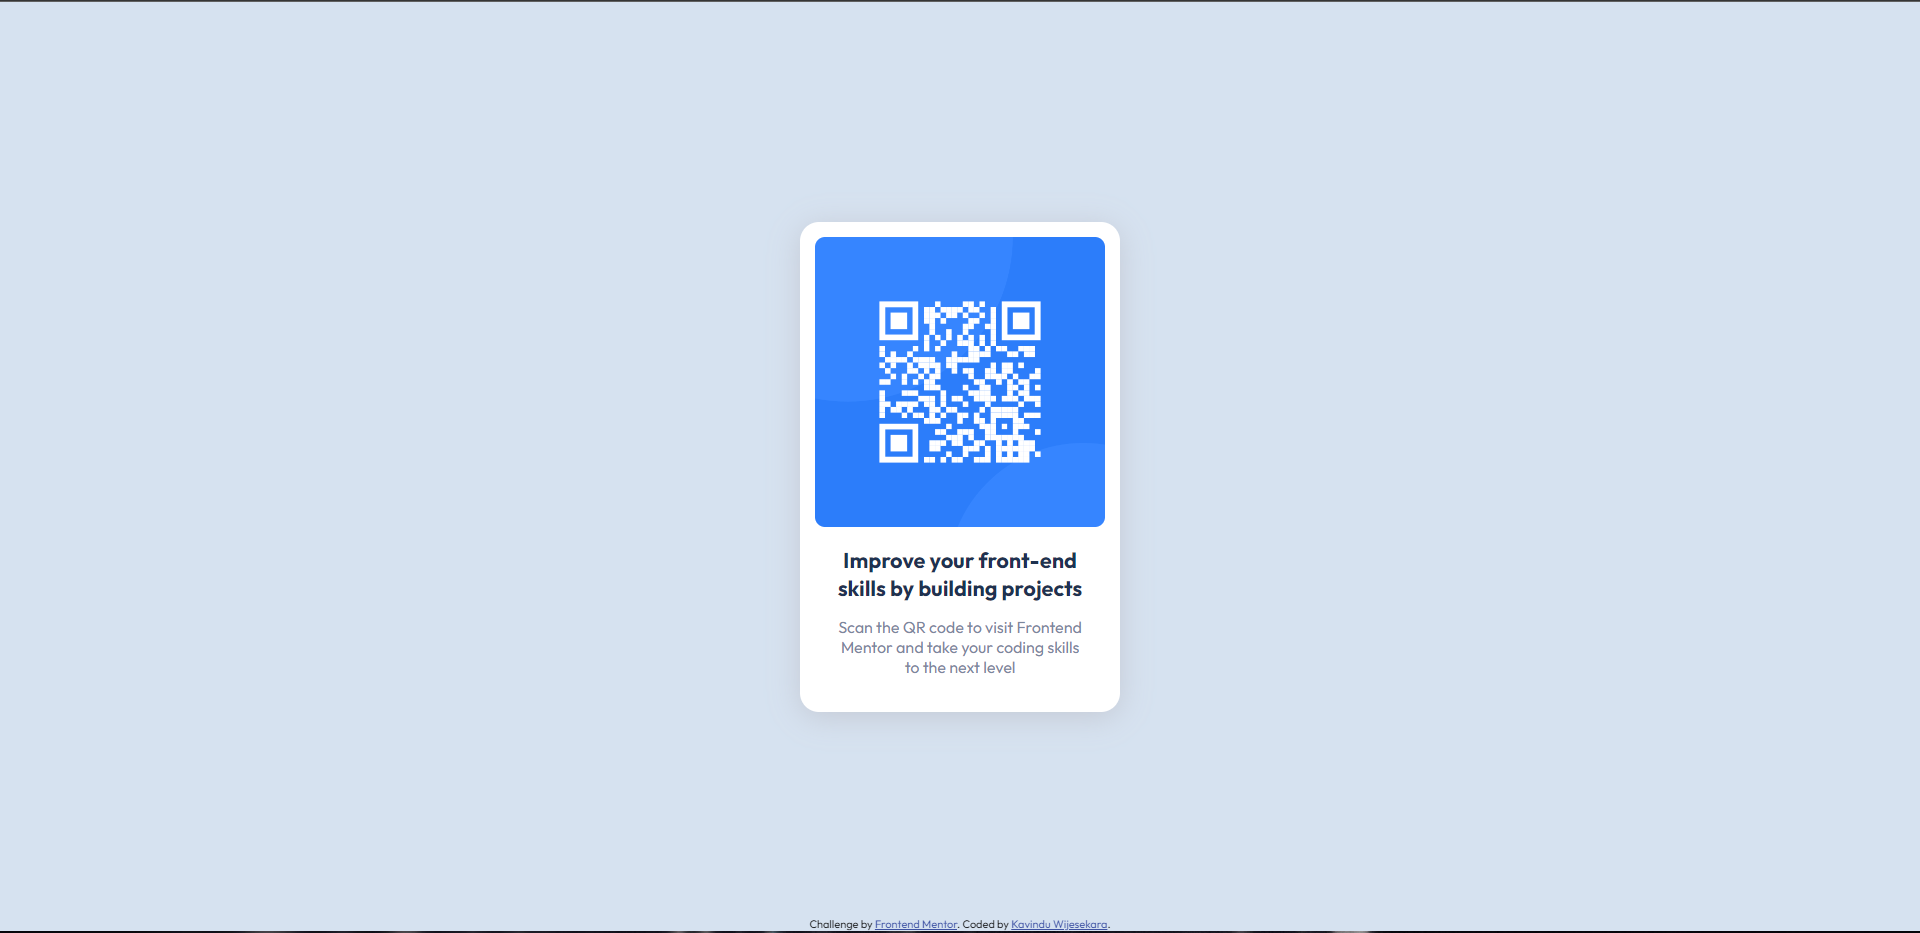 Improve your front-end
skills by building projects
Scan the QR code to visit Frontend
Mentor and take your coding skills
to the next level
Challenge by Frontend Mentor. Coded by Kavindu Wijesekara.